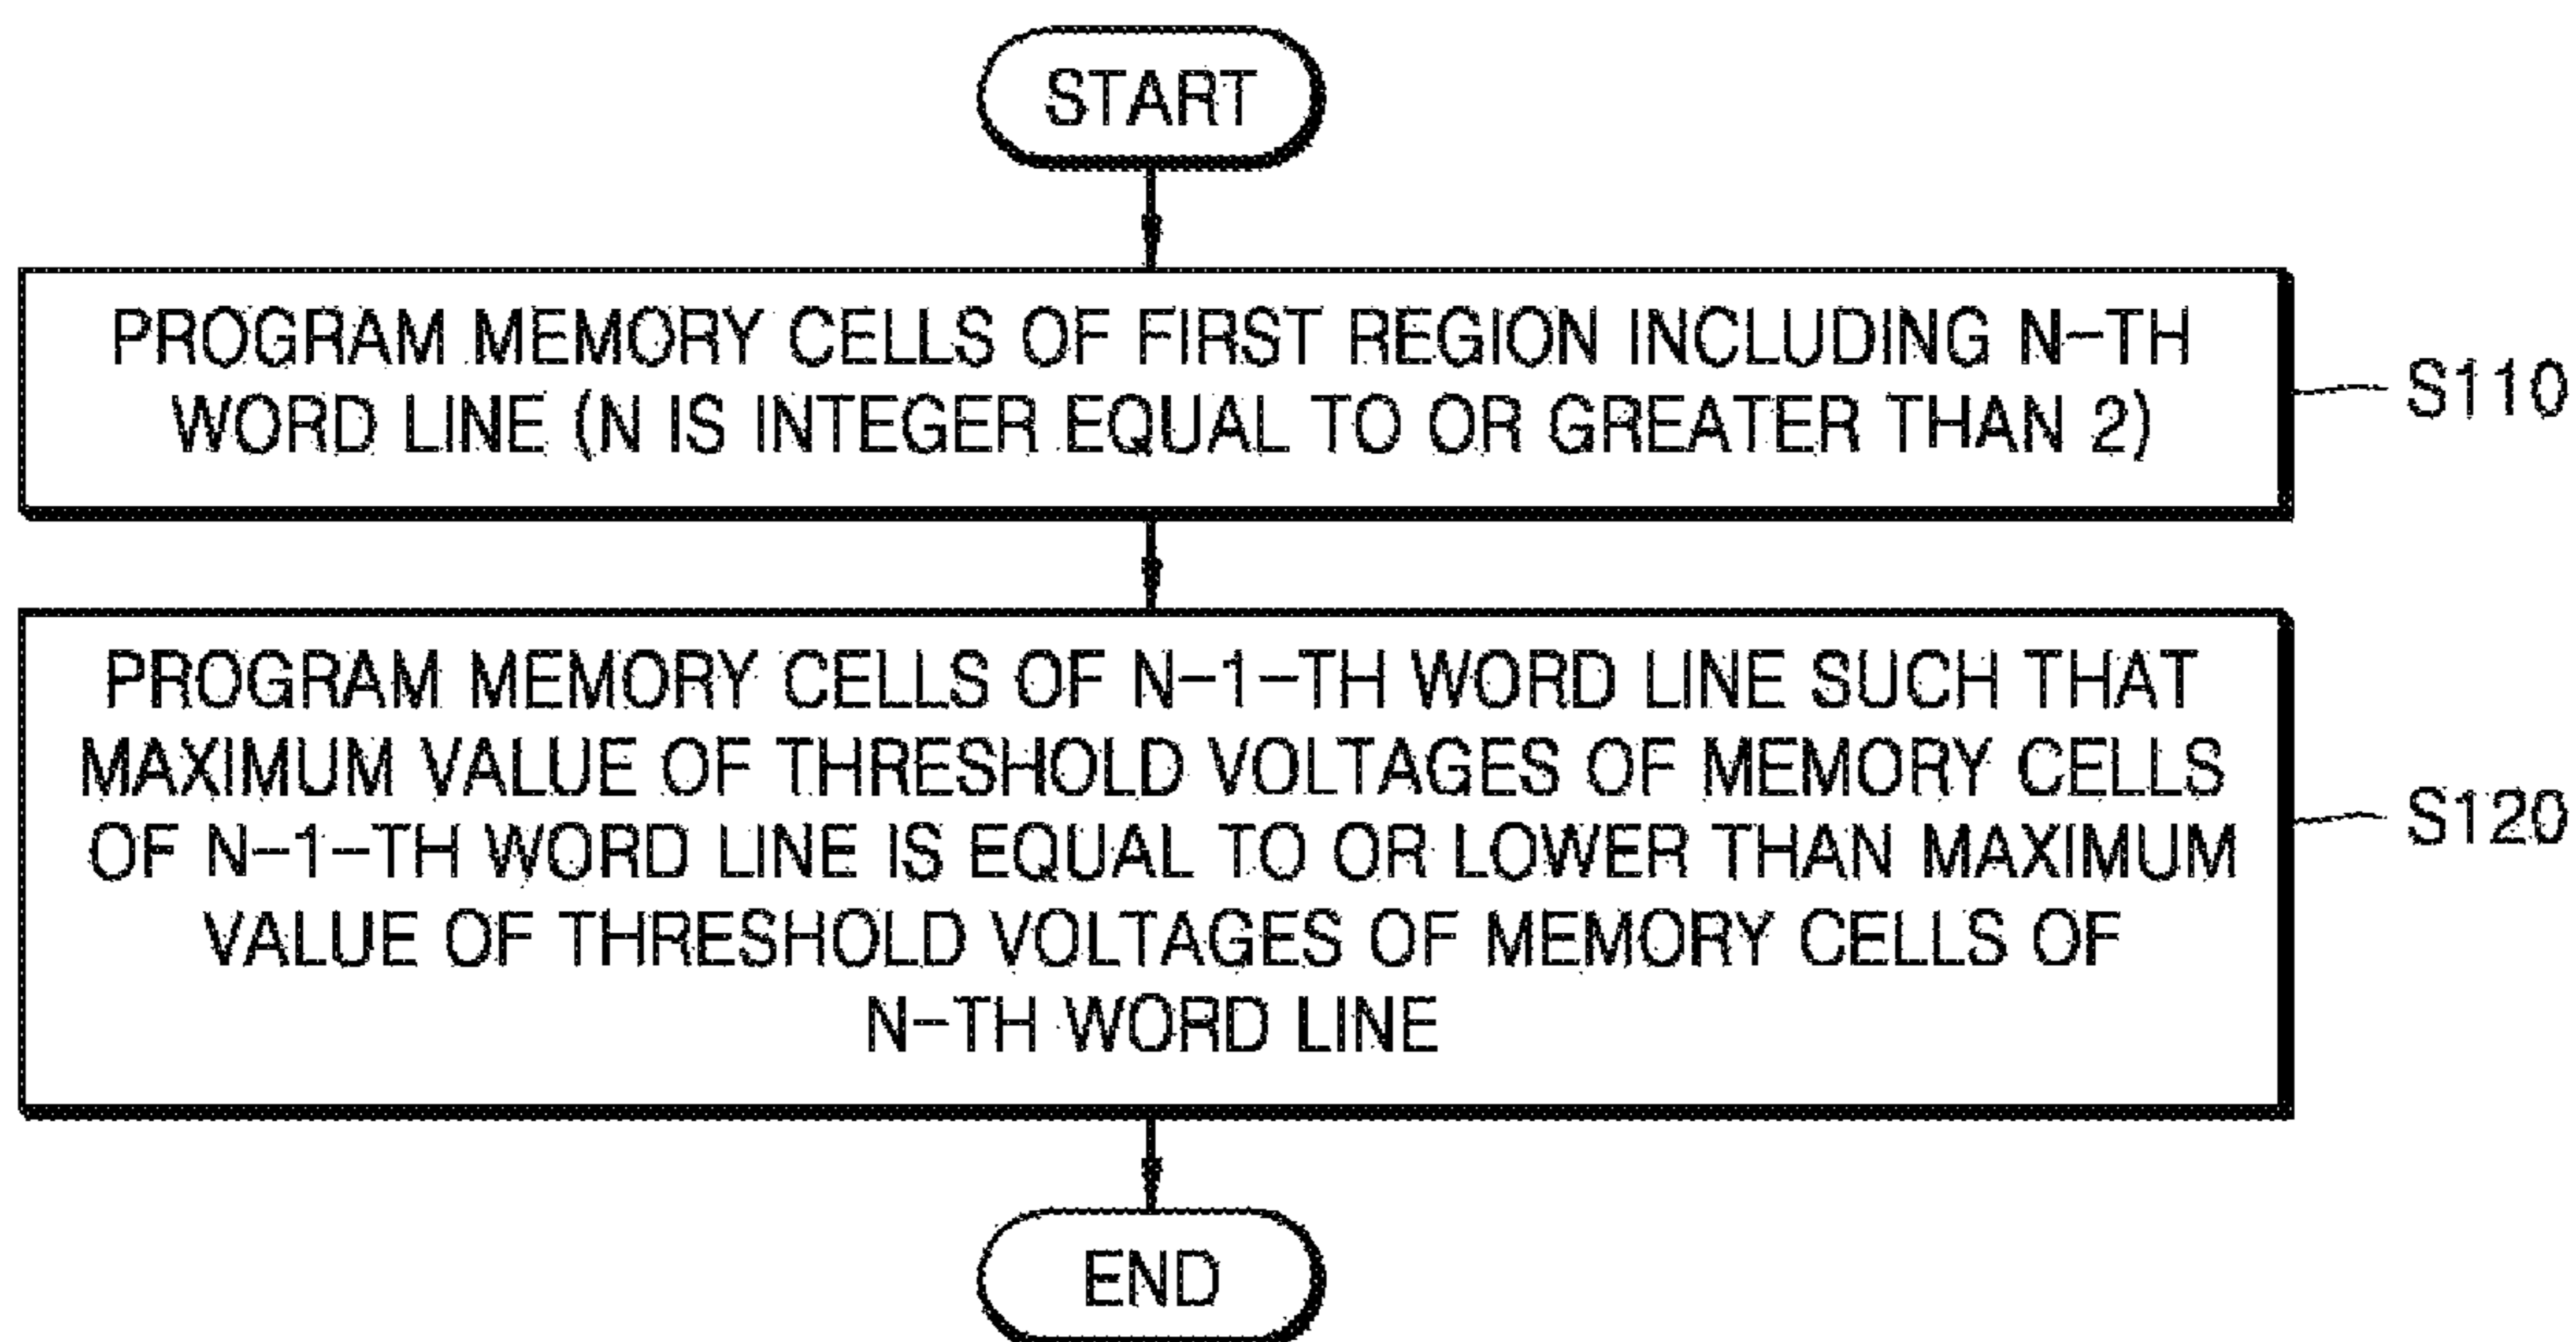 START
PROGRAM MEMORY CELLS OF FIRST REGION INCLUDING N-TH
WORD LINE (N IS INTEGER EQUAL TO OR GREATER THAN 2)
S110
PROGRAM MEMORY CELLS OF N-1-TH WORD LINE SUCH THAT
MAXIMUM VALUE OF THRESHOLD VOLTAGES OF MEMORY CELLS
OF N-1-TH WORD LINE IS EQUAL TO OR LOWER THAN MAXIMUM
VALUE OF THRESHOLD VOLTAGES OF MEMORY CELLS OF
N-TH WORD LINE
S120
END